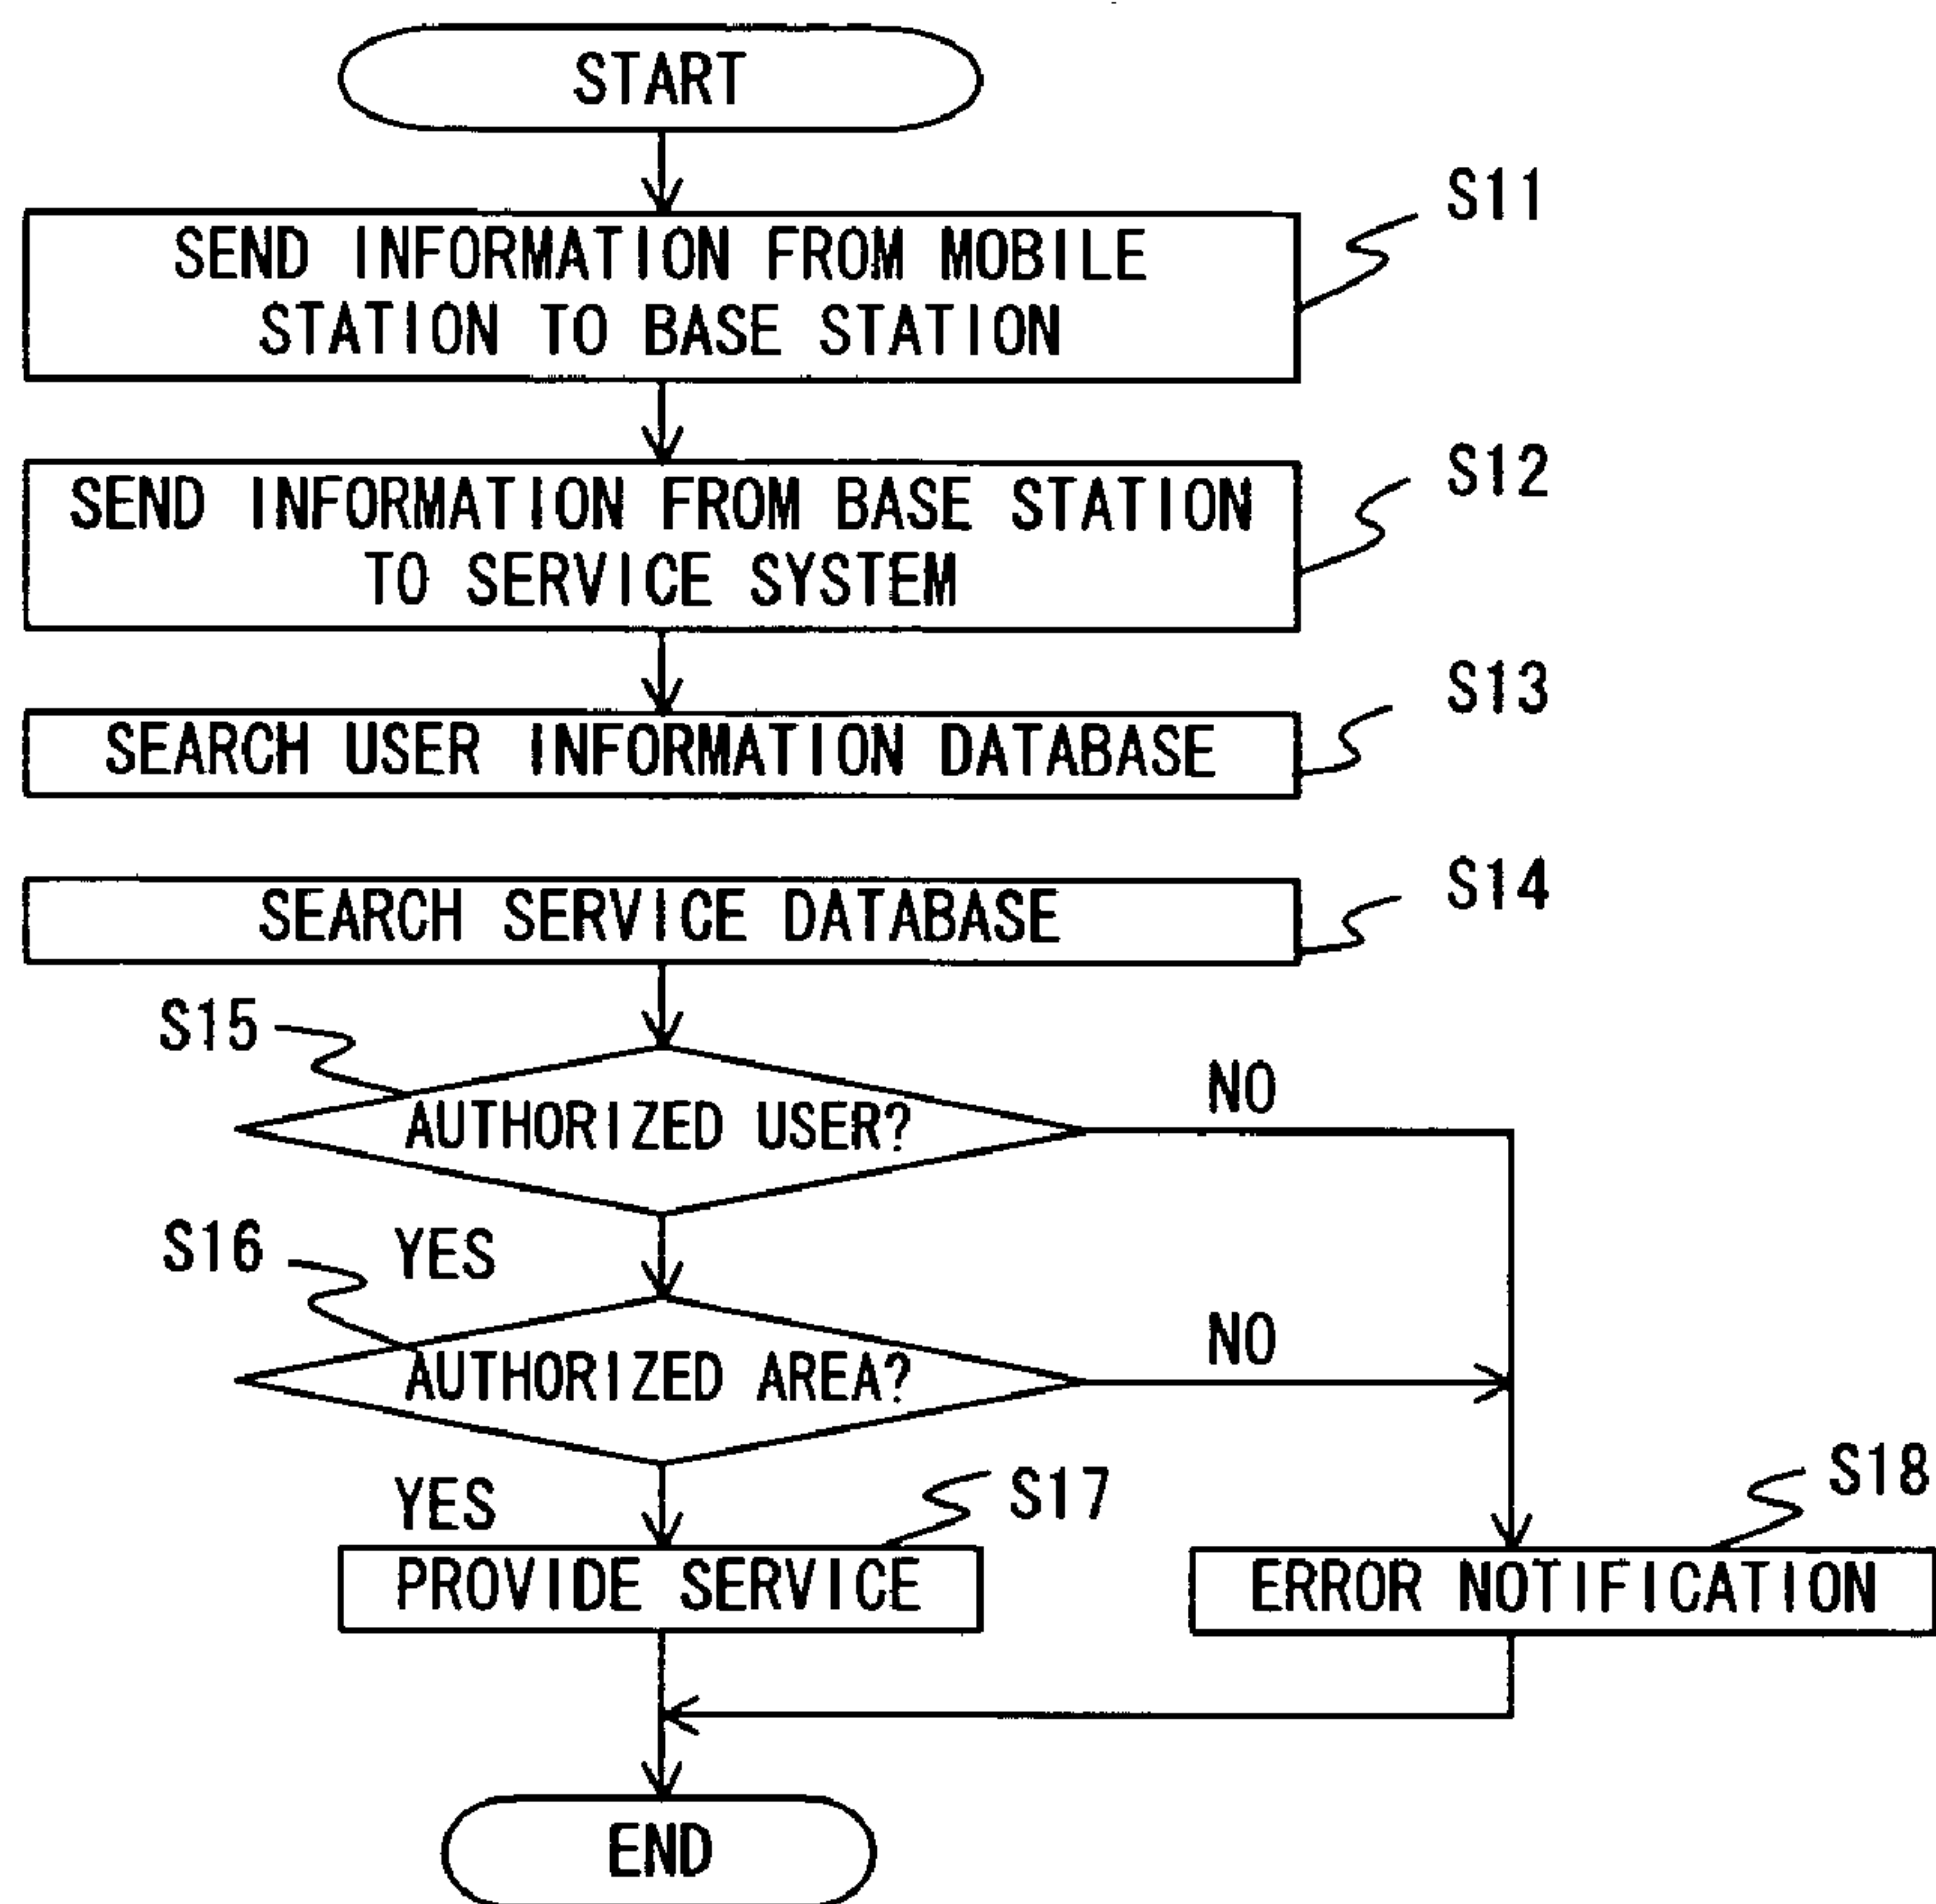 START
S11
SEND INFORMATION FROM MOBILE
STATION TO BASE STATION
S12
SEND INFORMATION FROM BASE STATION
TO SERVICE SYSTEM
S13
SEARCH USER INFORMATION DATABASE
S14
SEARCH SERVICE DATABASE
S15
NO
AUTHORIZED USER?
S16
YES
NO
AUTHORIZED AREA?
YES
S17
S18
PROVIDE SERVICE
ERROR NOTIFICATION
END